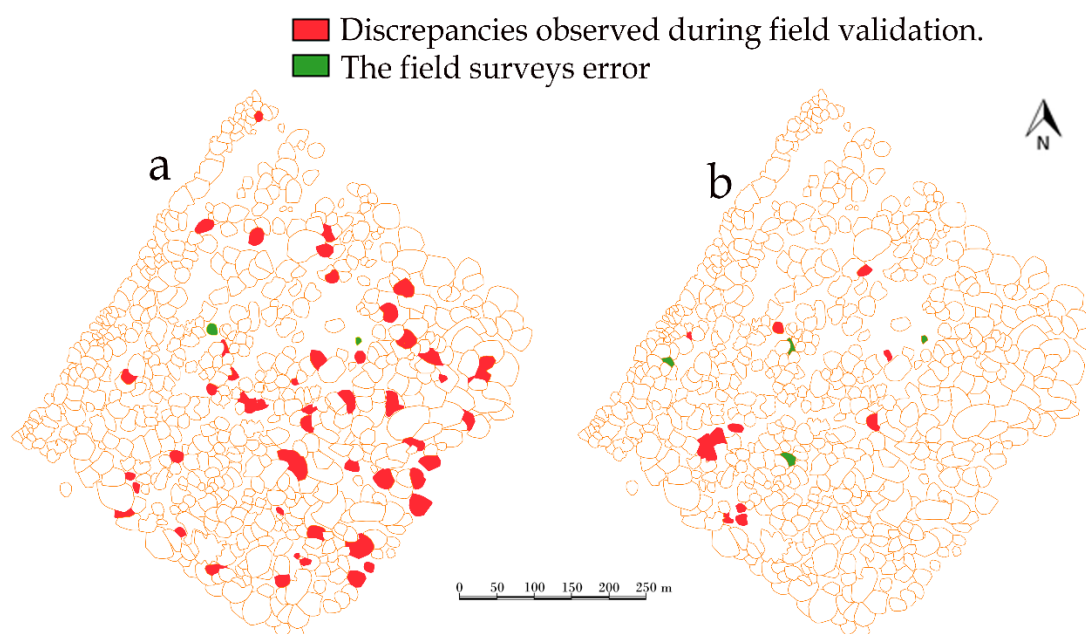 Discrepancies observed during field validation.
The field surveys error
a
b
N
0 50 100 150 200 250 m